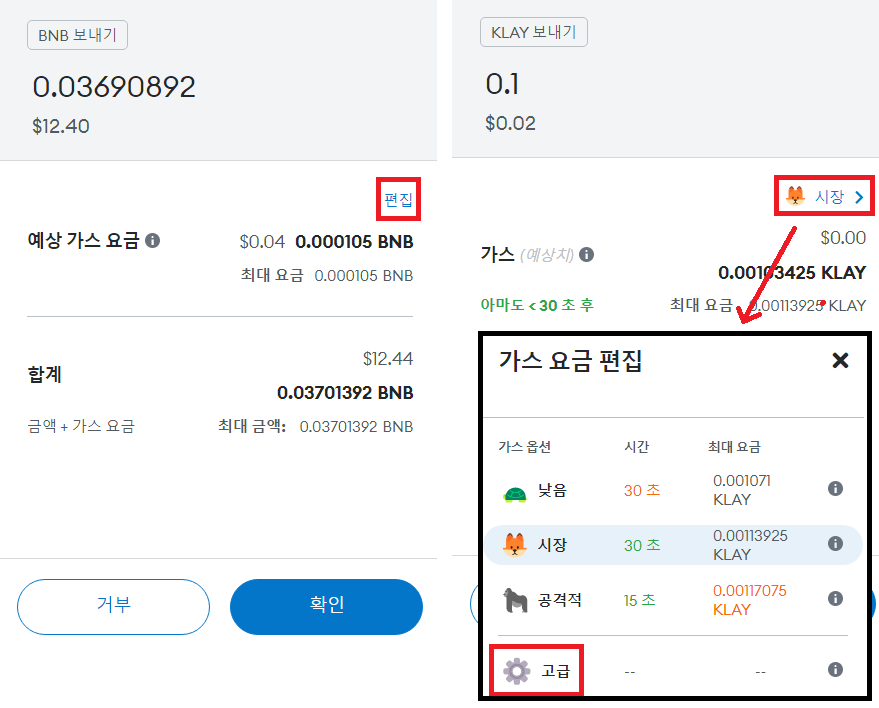 BNB 보내기
0.03690892
$12.40
편집
예상 가스 요금 $0.04 0.000105 BNB
최대 요금 0.000105 BNB
합계
$12.44
0.03701392 BNB
금액 + 가스 요금 최대 금액: 0.03701392 BNB
거부 확인
KLAY 보내기
0.1
$0.02
시장
$0.00
가스 (예상치)
0.00103425 KLAY
아마도 < 30 초 후 최대 요금 0.00113925 KLAY
가스 요금 편집
가스 옵션 시간 최대 요금
낮음 30 초 0.001071
KLAY
시장 30 초 0.00113925
KLAY
공격적 15 초 0.00117075
KLAY
고급 -- --